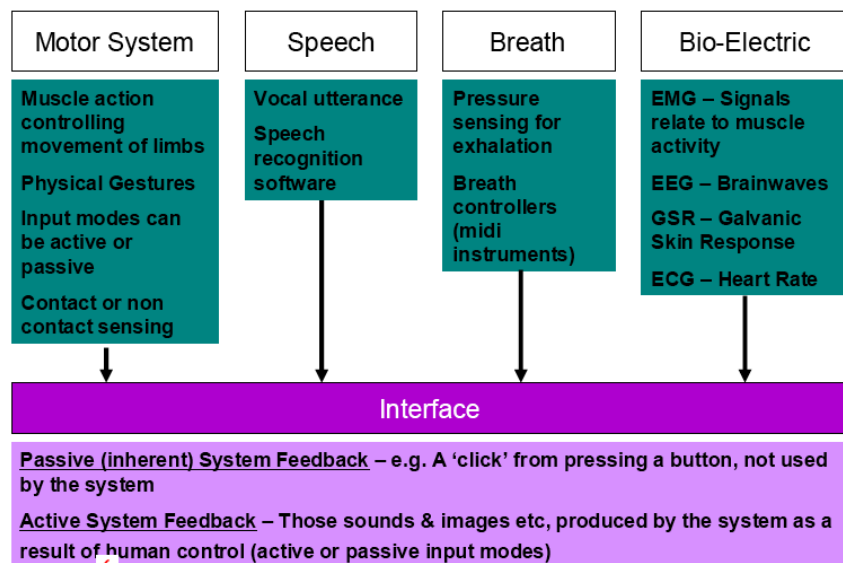 Motor System
Muscle action
controlling
movement of limbs
Physical Gestures
Input modes can
be active or
passive
Contact or non
contact sensing
Speech
Vocal utterance
Speech
recognition
software
Breath
Pressure
sensing for
exhalation
Breath
controllers
(midi
instruments)
Bio-Electric
EMG – Signals
relate to muscle
activity
EEG – Brainwaves
GSR – Galvanic
Skin Response
ECG – Heart Rate
Interface
Passive (inherent) System Feedback – e.g. A ‘click’ from pressing a button, not used
by the system
Active System Feedback – Those sounds & images etc, produced by the system as a
result of human control (active or passive input modes)